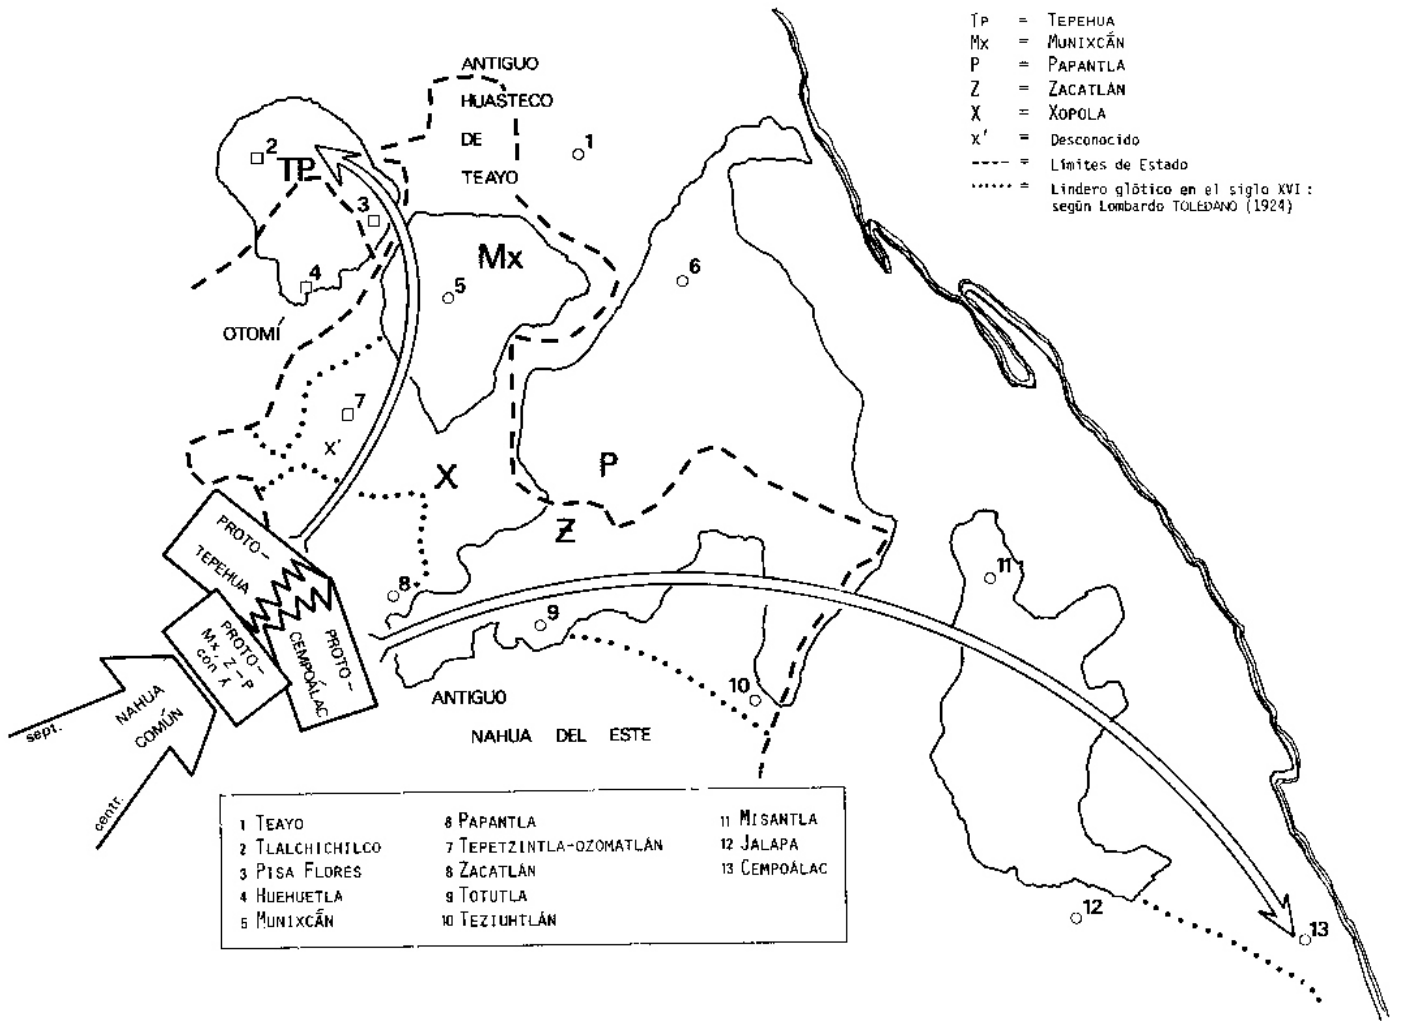 TP = TEPEHUA
Mx = MUNIXCÃN
P = PAPANTLA
Z = ZACATLÁN
X = XOPOLA
x' = Desconocido
---- = Límites de Estado
...... = Lindero glótico en el siglo XVI :
según Lombardo TOLEDANO (1924)
ANTIGUO
HUASTECO
DE
TEAYO
1
2
TP
3
Mx
4
5
6
OTOMÍ
7
x'
X
P
Z
PROTO-
TEPEHUA
PROTO-
Mx, Z--P
con X
PROTO-
CEMPOÁLAC
NAHUA
COMÚN
sept.
centr.
8
9
10
11
12
13
ANTIGUO
NAHUA DEL ESTE
1 TEAYO
2 TLALCHICHILCO
3 PISA FLORES
4 HUEHUETLA
5 MUNIXCÃN
8 PAPANTLA
7 TEPETZINTLA-OZOMATLÁN
8 ZACATLÁN
9 TOTUTLA
10 TEZIUHTLÁN
11 MISANTLA
12 JALAPA
13 CEMPOÁLAC